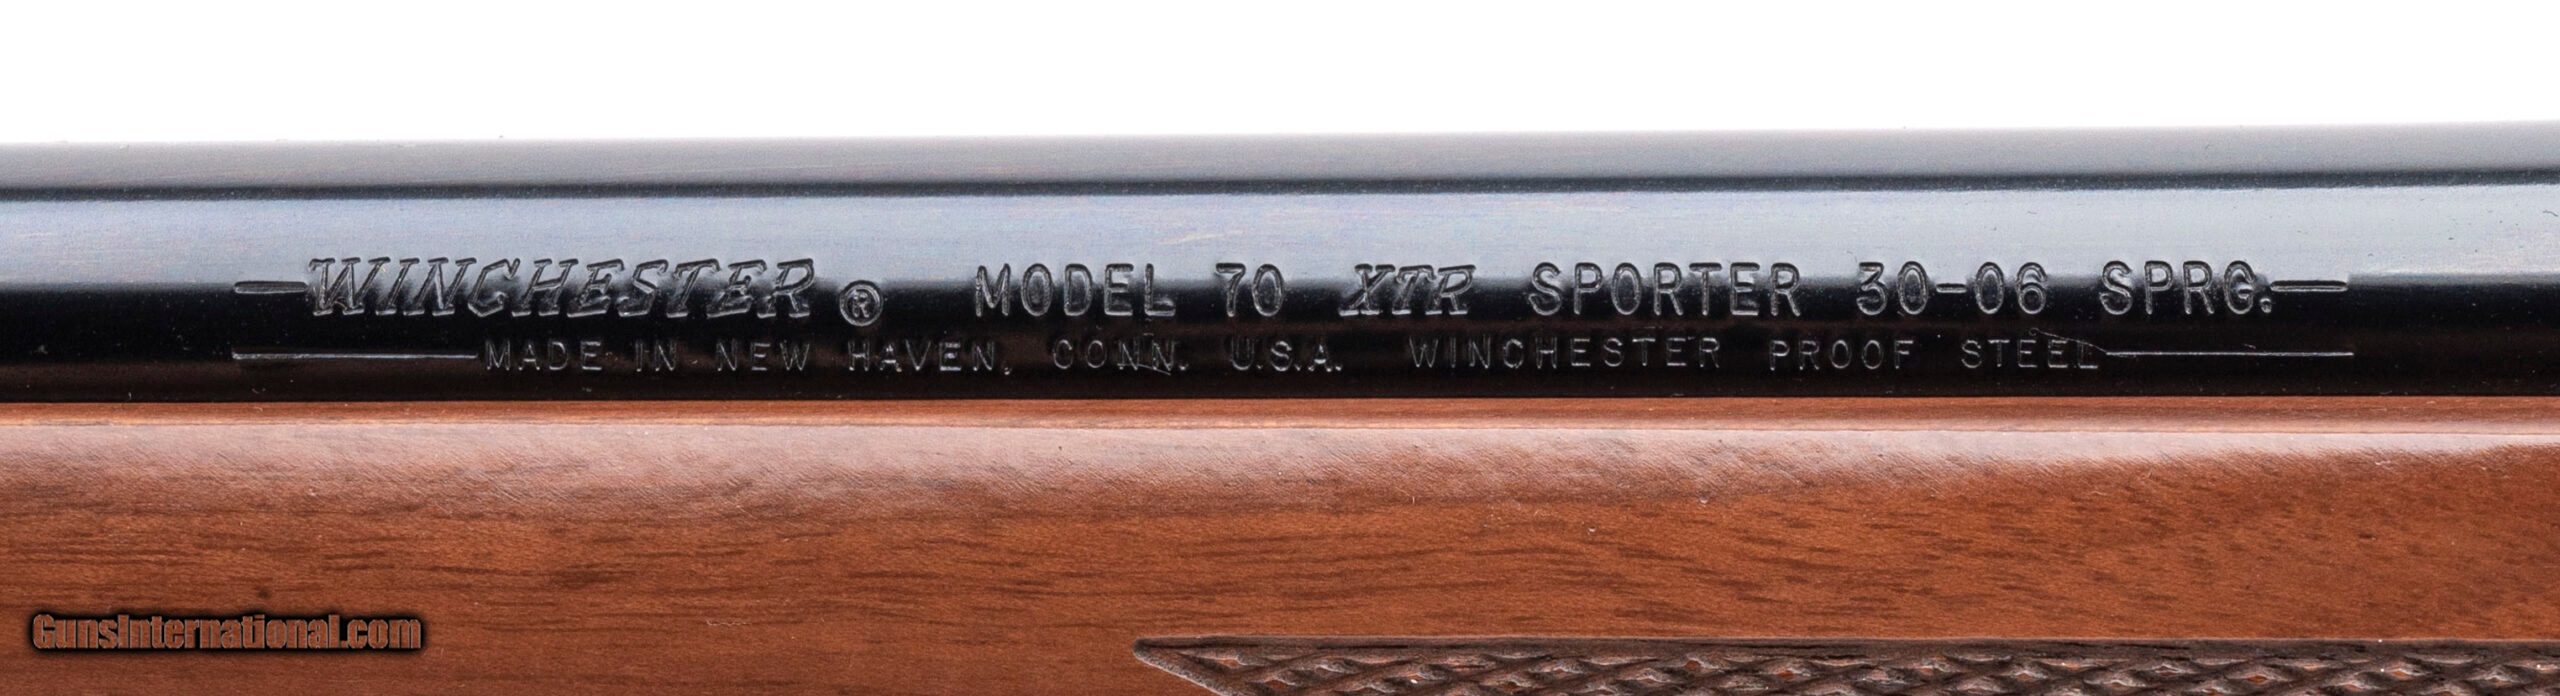 WINCHESTER® MODEL 70 XTR SPORTER 30-06 SPRG.
MADE IN NEW HAVEN, CONN. U.S.A. WINCHESTER PROOF STEEL
GunsInternational.com